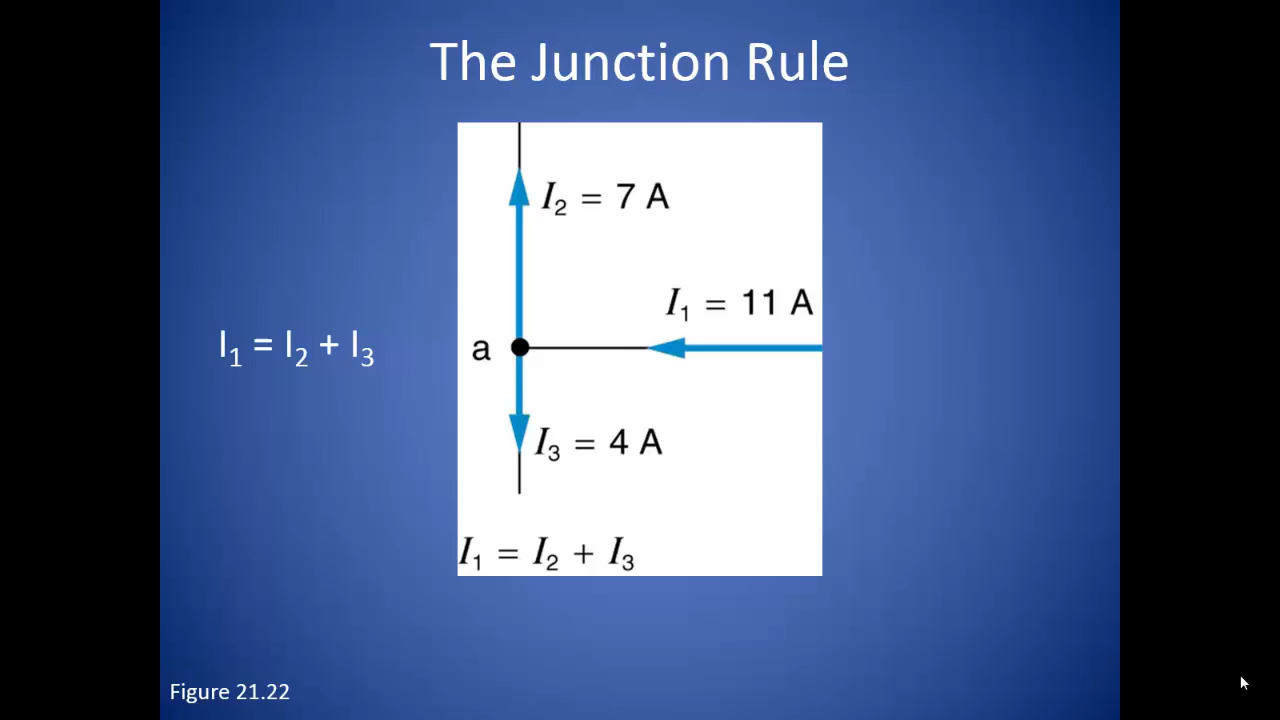 The Junction Rule
I₂ = 7 A
I₁ = 11 A
I₁ = I₂ + I₃
a
I₃ = 4 A
I₁ = I₂ + I₃
Figure 21.22